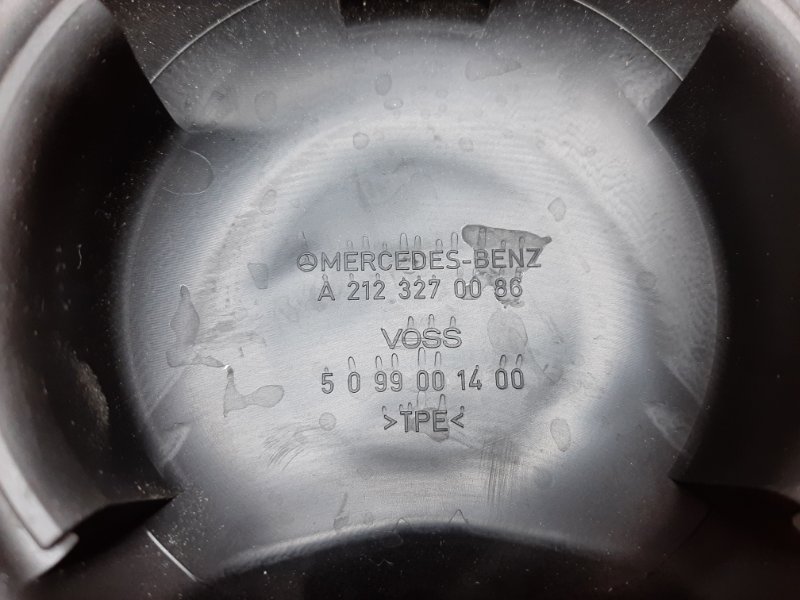 MERCEDES-BENZ
A 212 327 00 86
VOSS
5 0 99 00 14 00
>TPE<